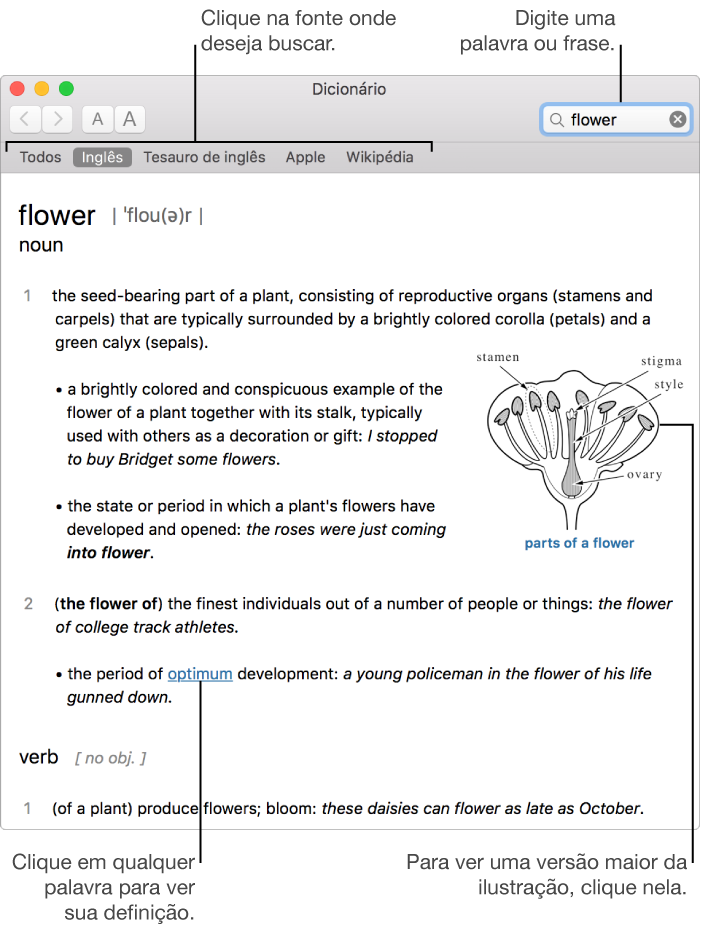 Clique na fonte onde
deseja buscar.
Digite uma
palavra ou frase.
Dicionário
A A
flower
Todos Inglês Tesauro de inglês Apple Wikipédia
flower | ˈflou(ə)r |
noun
1 the seed-bearing part of a plant, consisting of reproductive organs (stamens and
carpels) that are typically surrounded by a brightly colored corolla (petals) and a
green calyx (sepals).
• a brightly colored and conspicuous example of the
flower of a plant together with its stalk, typically
used with others as a decoration or gift: I stopped
to buy Bridget some flowers.
• the state or period in which a plant's flowers have
developed and opened: the roses were just coming
into flower.
stamen
stigma
style
ovary
parts of a flower
2 (the flower of) the finest individuals out of a number of people or things: the flower
of college track athletes.
• the period of optimum development: a young policeman in the flower of his life
gunned down.
verb [ no obj. ]
1 (of a plant) produce flowers; bloom: these daisies can flower as late as October.
Clique em qualquer
palavra para ver
sua definição.
Para ver uma versão maior da
ilustração, clique nela.